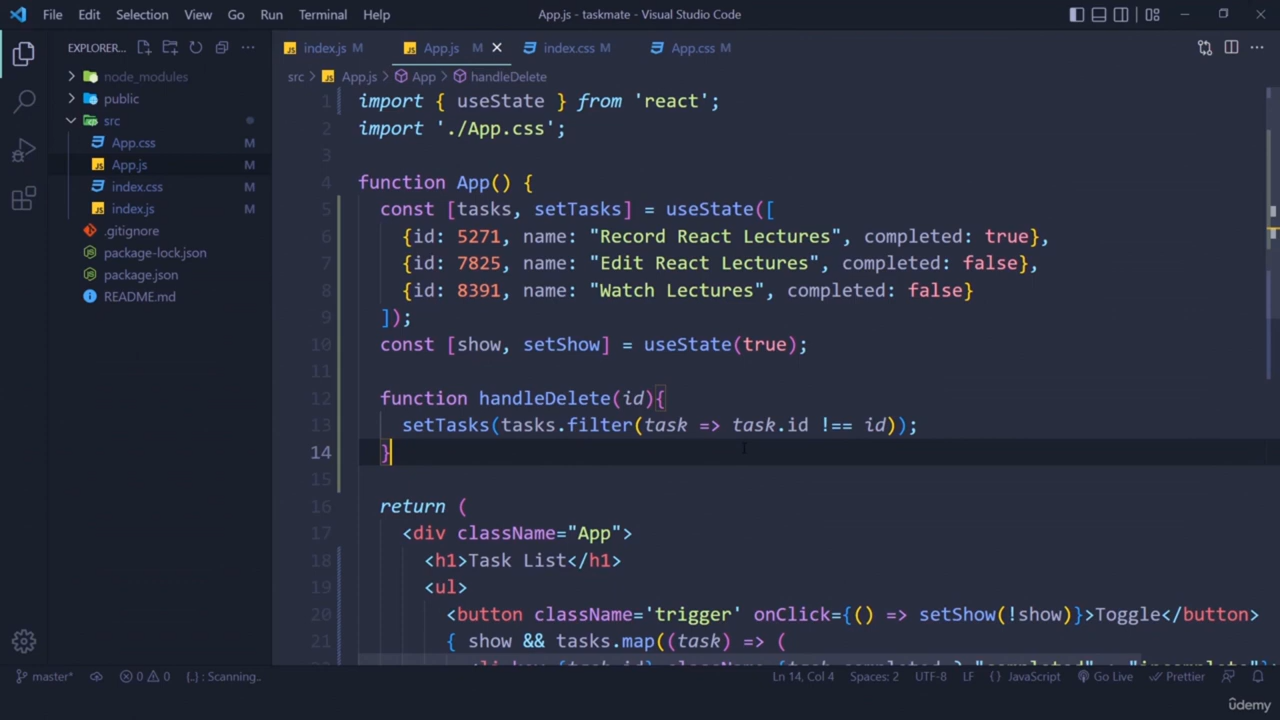 File Edit Selection View Go Run Terminal Help App.js - taskmate - Visual Studio Code
EXPLORER... index.js M App.js M index.css M App.css M
node_modules
public
src
App.css M
App.js M
index.css M
index.js M
.gitignore
package-lock.json
package.json
README.md
src > App.js > App > handleDelete
1 import { useState } from 'react';
2 import './App.css';
3
4 function App() {
5 const [tasks, setTasks] = useState([
6 {id: 5271, name: "Record React Lectures", completed: true},
7 {id: 7825, name: "Edit React Lectures", completed: false},
8 {id: 8391, name: "Watch Lectures", completed: false}
9 ]);
10 const [show, setShow] = useState(true);
11
12 function handleDelete(id){
13 setTasks(tasks.filter(task => task.id !== id));
14 }
15
16 return (
17 <div className="App">
18 <h1>Task List</h1>
19 <ul>
20 <button className='trigger' onClick={() => setShow(!show)}>Toggle</button>
21 { show && tasks.map((task) => (
master* 0 0 {..} : Scanning.. Ln 14, Col 4 Spaces: 2 UTF-8 LF {} JavaScript Go Live Prettier
ûdemy